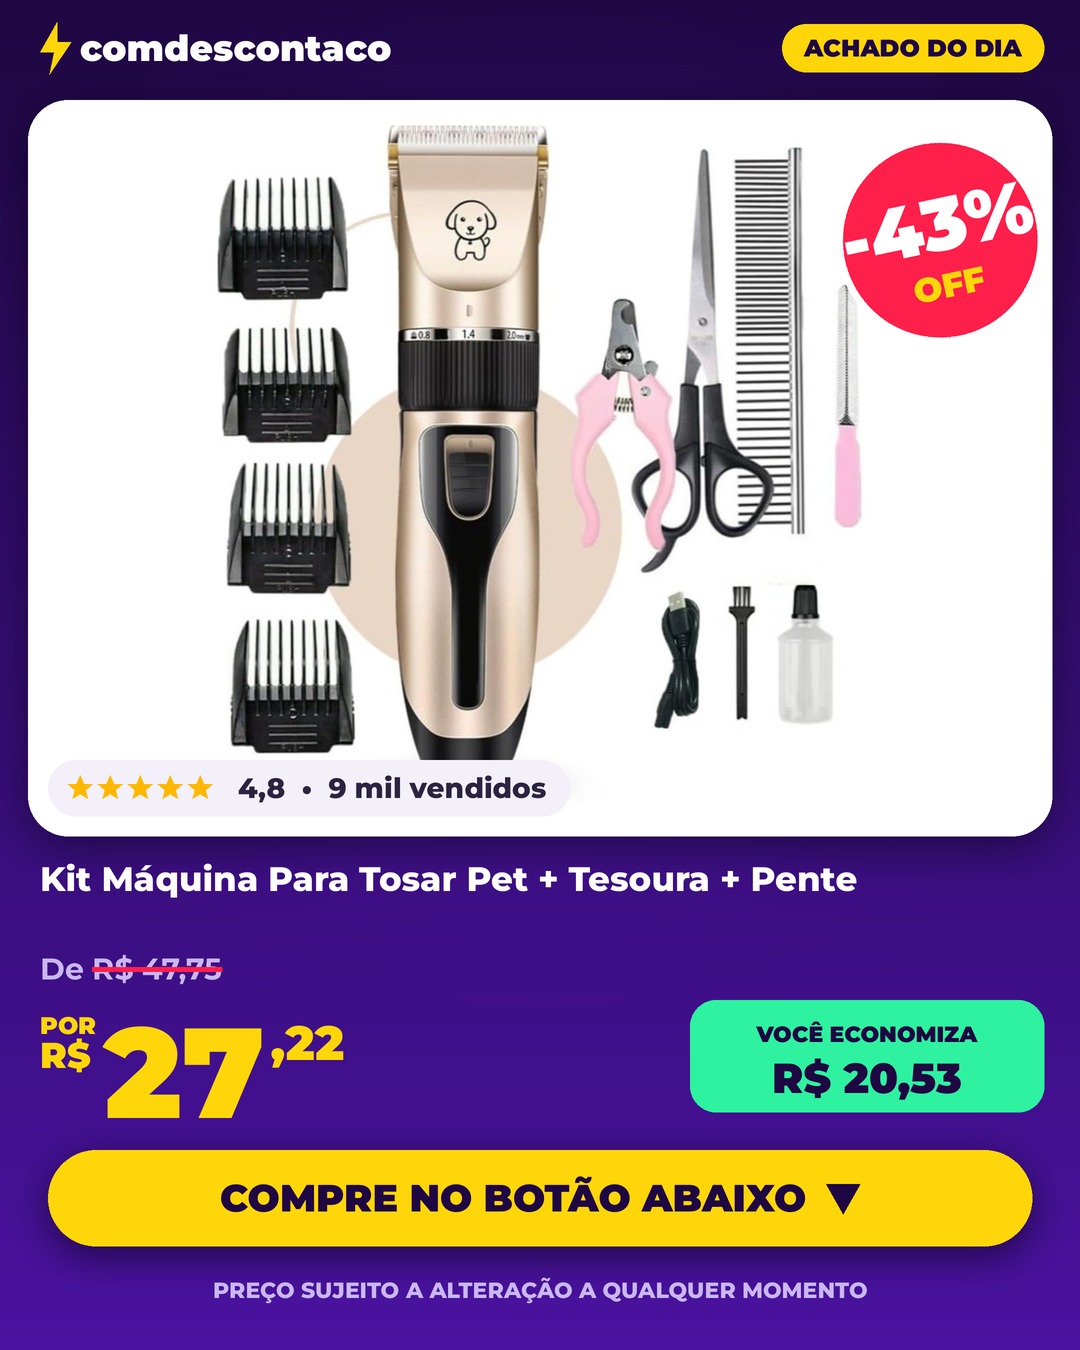 comdescontaco
ACHADO DO DIA
-43%
OFF
0.8 1.4 2.0mm
★★★★★ 4,8 • 9 mil vendidos
Kit Máquina Para Tosar Pet + Tesoura + Pente
De R$ 47,75
POR
R$ 27,22
VOCÊ ECONOMIZA
R$ 20,53
COMPRE NO BOTÃO ABAIXO ▼
PREÇO SUJEITO A ALTERAÇÃO A QUALQUER MOMENTO